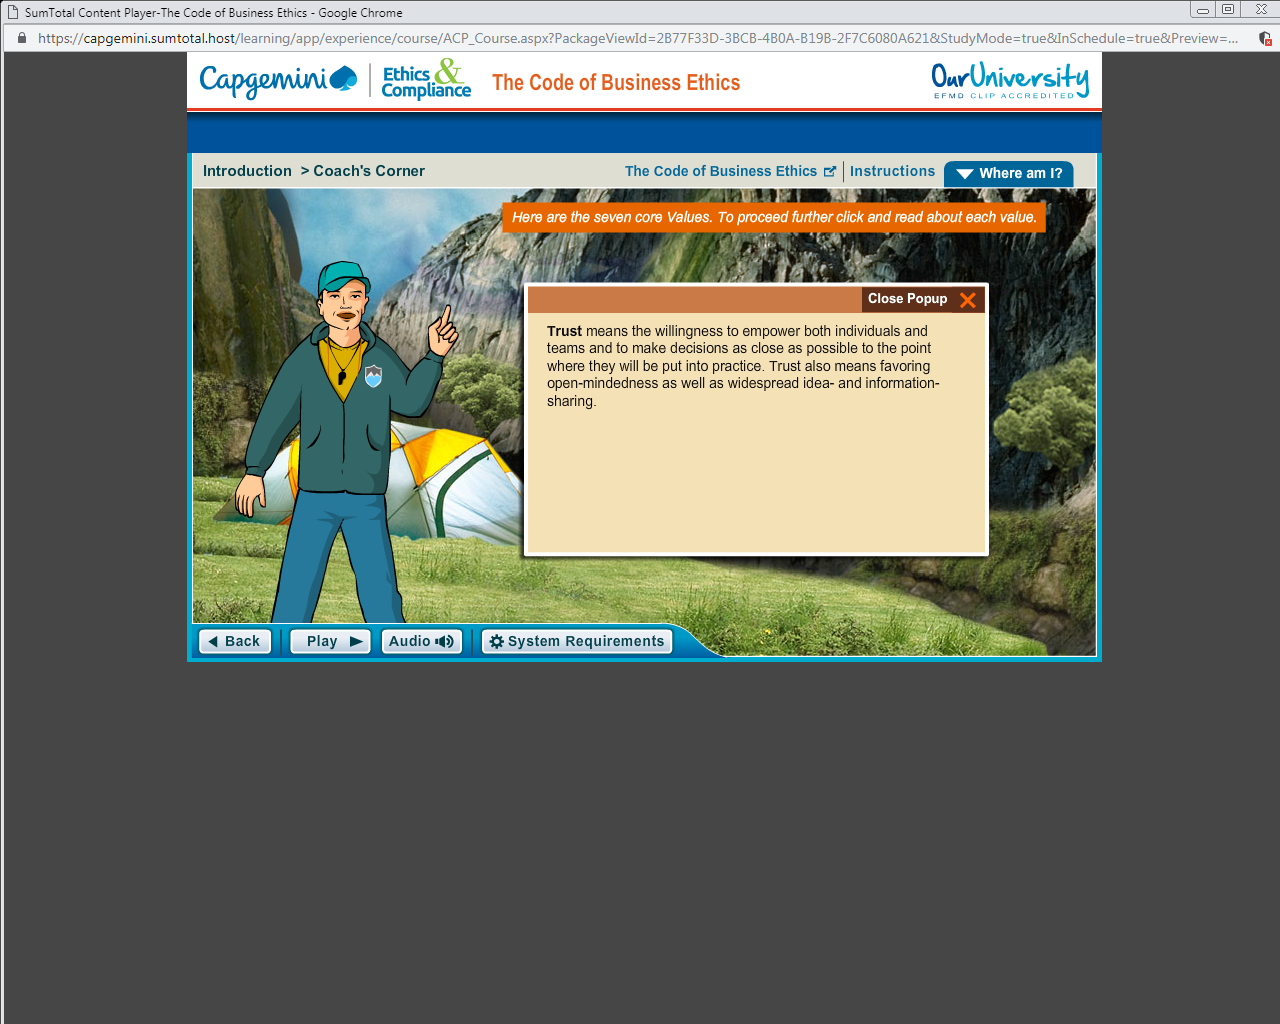 SumTotal Content Player-The Code of Business Ethics - Google Chrome
https://capgemini.sumtotal.host/learning/app/experience/course/ACP_Course.aspx?PackageViewId=2B77F33D-3BCB-4B0A-B19B-2F7C6080A621&StudyMode=true&InSchedule=true&Preview=...
Capgemini Ethics & Compliance The Code of Business Ethics OurUniversity
EFMD CLIP ACCREDITED
Introduction > Coach's Corner The Code of Business Ethics Instructions Where am I?
Here are the seven core Values. To proceed further click and read about each value.
Close Popup
Trust means the willingness to empower both individuals and
teams and to make decisions as close as possible to the point
where they will be put into practice. Trust also means favoring
open-mindedness as well as widespread idea- and information-
sharing.
Back Play Audio System Requirements